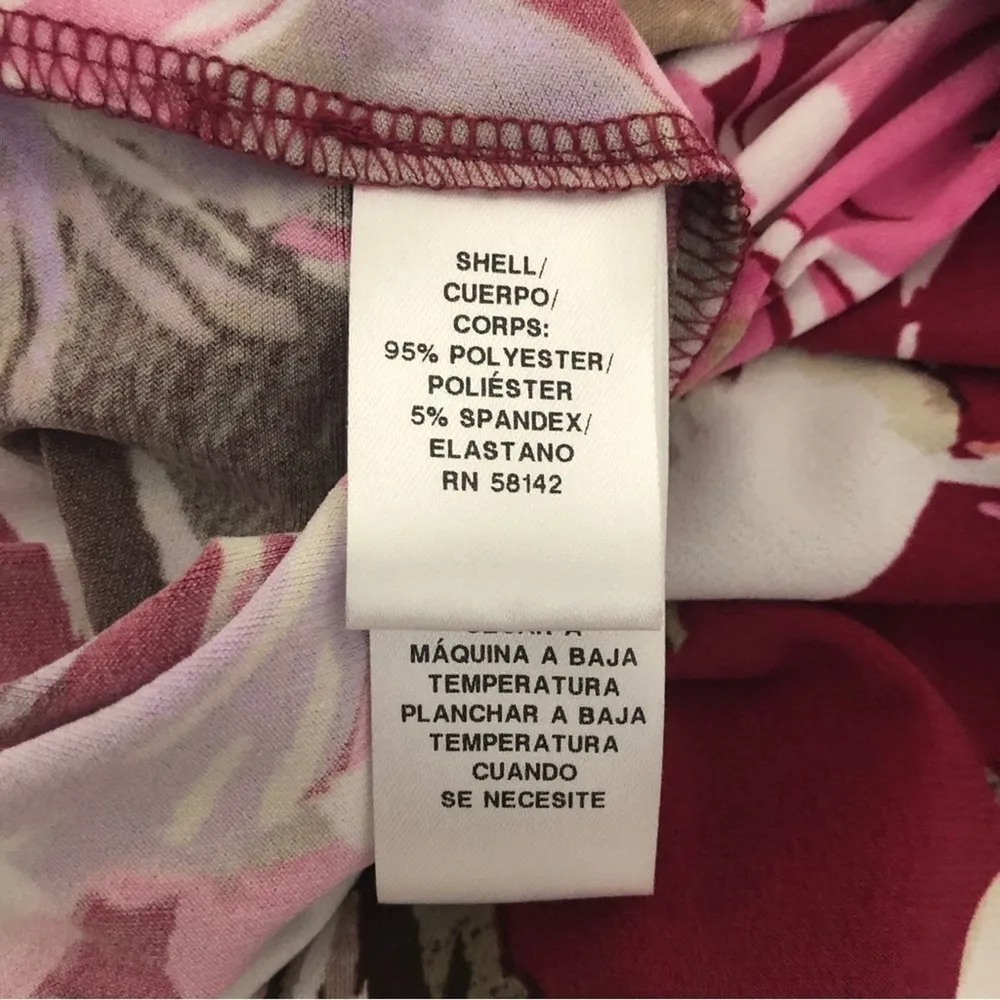 SHELL/
CUERPO/
CORPS:
95% POLYESTER/
POLIÉSTER
5% SPANDEX/
ELASTANO
RN 58142
MÁQUINA A BAJA
TEMPERATURA
PLANCHAR A BAJA
TEMPERATURA
CUANDO
SE NECESITE